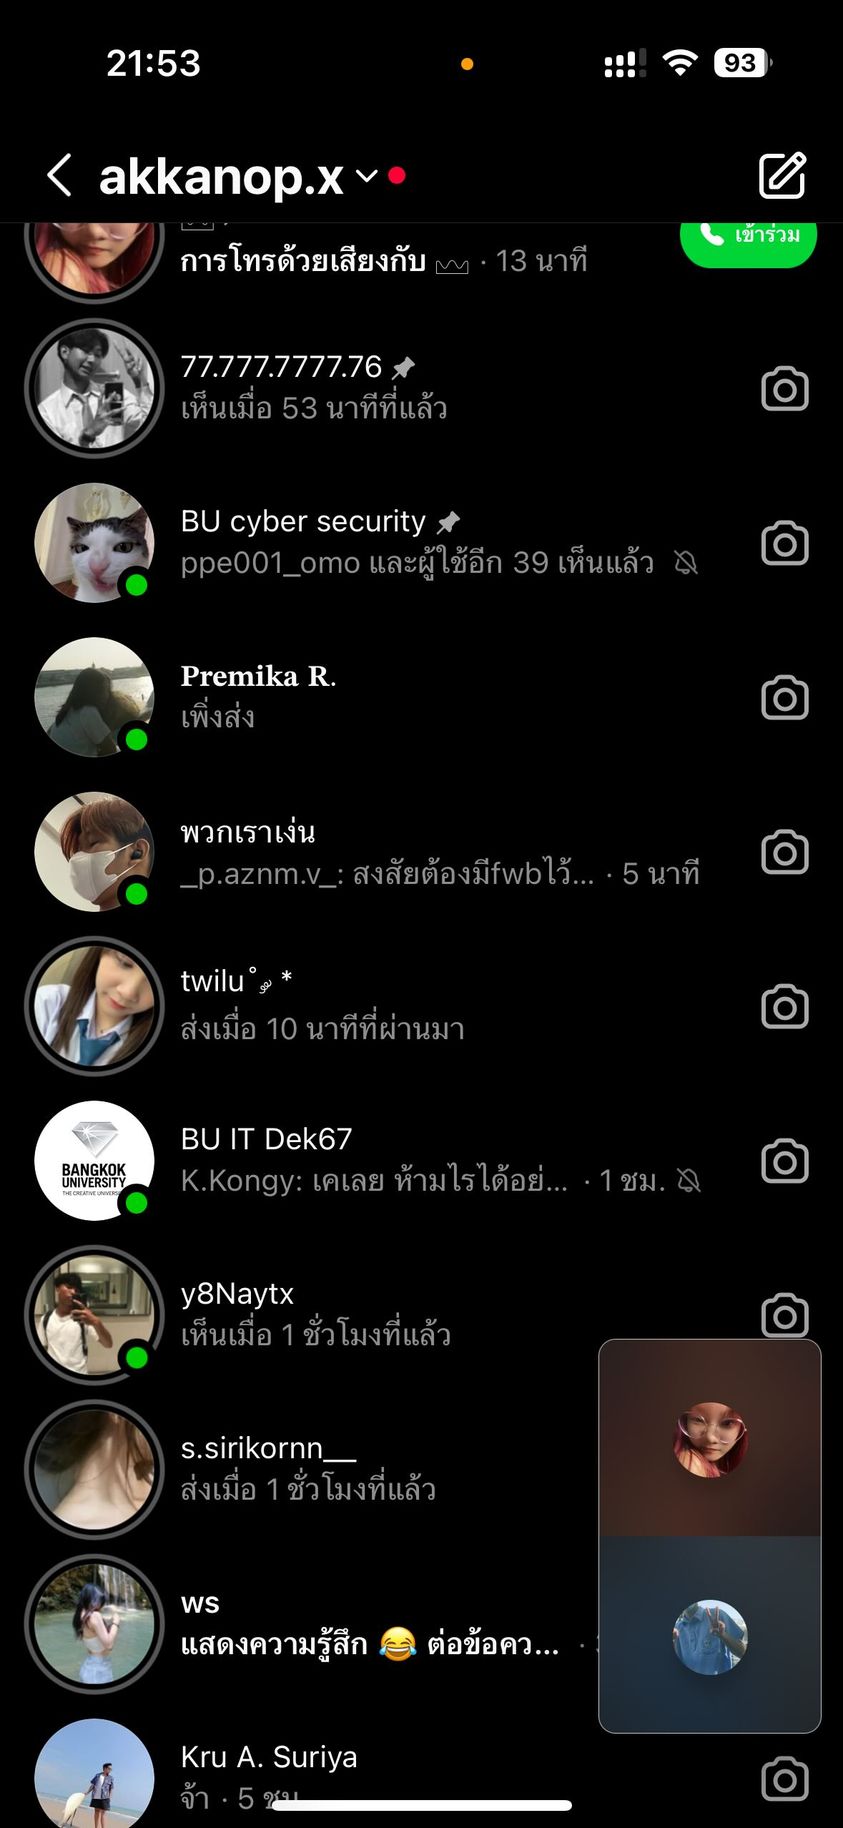 21:53
93
akkanop.x
การโทรด้วยเสียงกับ · 13 นาที
เข้าร่วม
77.777.7777.76
เห็นเมื่อ 53 นาทีที่แล้ว
BU cyber security
ppe001_omo และผู้ใช้อีก 39 เห็นแล้ว
Premika R.
เพิ่งส่ง
พวกเราเง่น
_p.aznm.v_: สงสัยต้องมีfwbไว้... · 5 นาที
twilu
ส่งเมื่อ 10 นาทีที่ผ่านมา
BANGKOK
UNIVERSITY
BU IT Dek67
K.Kongy: เคเลย ห้ามไรได้อย่... · 1 ชม.
y8Naytx
เห็นเมื่อ 1 ชั่วโมงที่แล้ว
s.sirikornn__
ส่งเมื่อ 1 ชั่วโมงที่แล้ว
ws
แสดงความรู้สึก 😂 ต่อข้อคว... ·
Kru A. Suriya
จ้า · 5 ชม